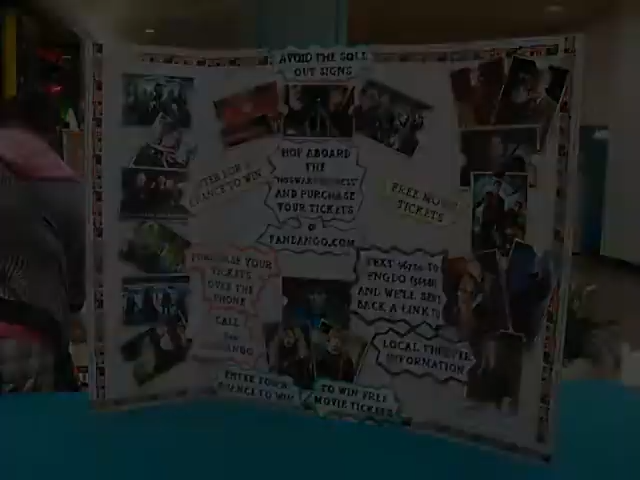 AVOID THE SOLD
OUT SIGNS
HOP ABOARD
THE
AND PURCHASE
YOUR TICKETS
@
FANDANGO.COM
CHANCE TO WIN
FREE MOVIE
TICKETS
PURCHASE YOUR
TICKETS
OVER THE
PHONE
CALL
TEXT TO
AND WE'LL SEND
BACK A LINK!!
LOCAL THEATER
INFORMATION
ENTER FOR A
CHANCE TO WIN
TO WIN FREE
MOVIE TICKETS